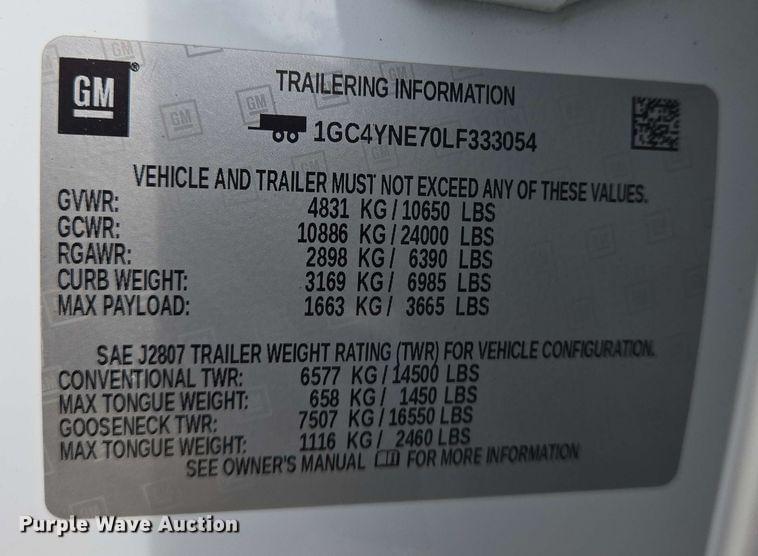 GM ®
TRAILERING INFORMATION
1GC4YNE70LF333054
VEHICLE AND TRAILER MUST NOT EXCEED ANY OF THESE VALUES.
GVWR: 4831 KG / 10650 LBS
GCWR: 10886 KG / 24000 LBS
RGAWR: 2898 KG / 6390 LBS
CURB WEIGHT: 3169 KG / 6985 LBS
MAX PAYLOAD: 1663 KG / 3665 LBS
SAE J2807 TRAILER WEIGHT RATING (TWR) FOR VEHICLE CONFIGURATION.
CONVENTIONAL TWR: 6577 KG / 14500 LBS
MAX TONGUE WEIGHT: 658 KG / 1450 LBS
GOOSENECK TWR: 7507 KG / 16550 LBS
MAX TONGUE WEIGHT: 1116 KG / 2460 LBS
SEE OWNER'S MANUAL FOR MORE INFORMATION
Purple Wave Auction